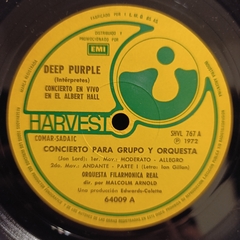 EMI
DEEP PURPLE
(Intérpretes)
CONCIERTO EN VIVO
EN EL ALBERT HALL
HARVEST
COMAR-SADAIC
SHVL 767 A
℗ 1972
CONCIERTO PARA GRUPO Y ORQUESTA
(Jon Lord): 1er. Mov.: MODERATO - ALLEGRO
2do. Mov.: ANDANTE - PARTE I (Letra: Ian Gillan)
ORQUESTA FILARMONICA REAL
dir. por MALCOLM ARNOLD
Una producción Edwards-Coletta
64009 A